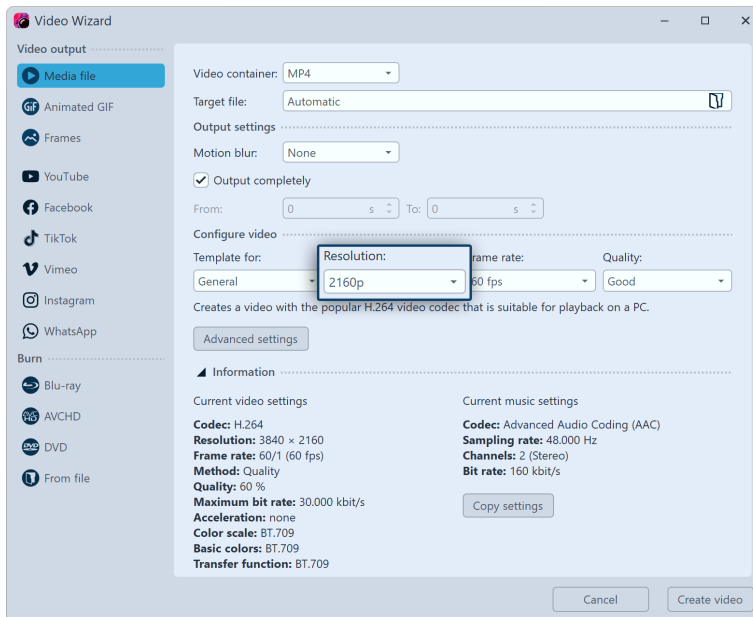 Video Wizard
Video output
Media file
GIF Animated GIF
Frames
YouTube
Facebook
TikTok
Vimeo
Instagram
WhatsApp
Burn
Blu-ray
AVC HD AVCHD
DVD DVD
From file
Video container: MP4
Target file: Automatic
Output settings
Motion blur: None
Output completely
From: 0 s To: 0 s
Configure video
Template for: Resolution: rame rate: Quality:
General 2160p 60 fps Good
Creates a video with the popular H.264 video codec that is suitable for playback on a PC.
Advanced settings
Information
Current video settings
Codec: H.264
Resolution: 3840 × 2160
Frame rate: 60/1 (60 fps)
Method: Quality
Quality: 60 %
Maximum bit rate: 30.000 kbit/s
Acceleration: none
Color scale: BT.709
Basic colors: BT.709
Transfer function: BT.709
Current music settings
Codec: Advanced Audio Coding (AAC)
Sampling rate: 48.000 Hz
Channels: 2 (Stereo)
Bit rate: 160 kbit/s
Copy settings
Cancel Create video